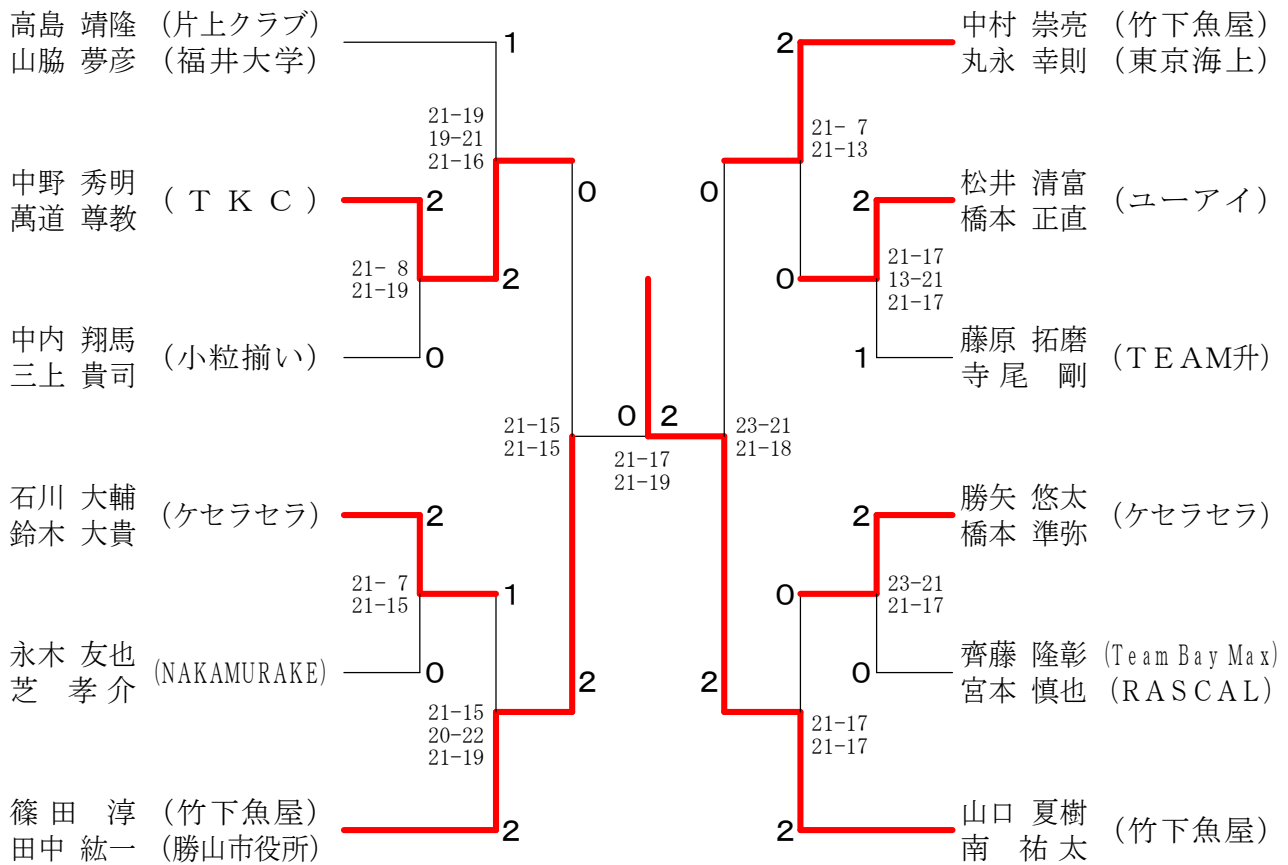 高島 靖隆 (片上クラブ)
山脇 夢彦 (福井大学)
1
21-19
19-21
21-16
中野 秀明
萬道 尊教
(ＴＫＣ)
2
0
21- 8
21-19
2
中内 翔馬
三上 貴司
(小粒揃い)
0
21-15
21-15
石川 大輔
鈴木 大貴
(ケセラセラ)
2
21- 7
21-15
1
永木 友也
芝 孝介
(NAKAMURAKE)
0
2
21-15
20-22
21-19
篠田 淳 (竹下魚屋)
田中 紘一 (勝山市役所)
2
0 2
21-17
21-19
中村 崇亮 (竹下魚屋)
丸永 幸則 (東京海上)
2
21- 7
21-13
0
松井 清富
橋本 正直
(ユーアイ)
2
21-17
13-21
21-17
0
藤原 拓磨
寺尾 剛
(ＴＥＡＭ升)
1
23-21
21-18
勝矢 悠太
橋本 準弥
(ケセラセラ)
2
23-21
21-17
0
齊藤 隆彰 (Team Bay Max)
宮本 慎也 (ＲＡＳＣＡＬ)
0
2
21-17
21-17
山口 夏樹
南 祐太
(竹下魚屋)
2